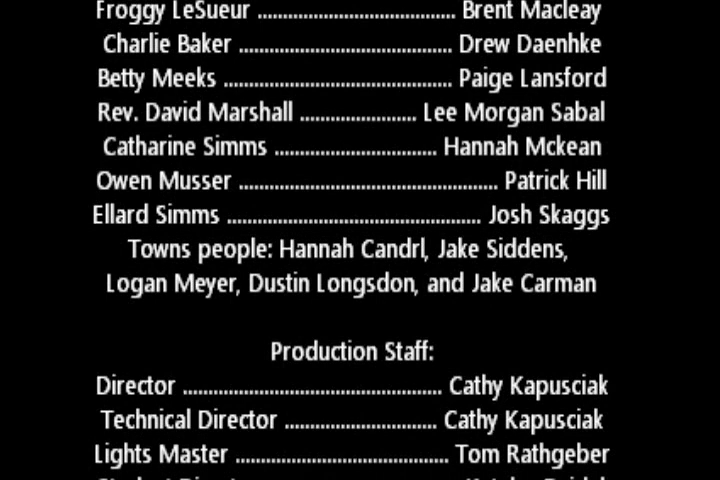 Froggy LeSueur ...................................... Brent Macleay
Charlie Baker ......................................... Drew Daenhke
Betty Meeks ............................................ Paige Lansford
Rev. David Marshall ...................... Lee Morgan Sabal
Catharine Simms ............................... Hannah Mckean
Owen Musser .................................................. Patrick Hill
Ellard Simms ................................................. Josh Skaggs
Towns people: Hannah Candrl, Jake Siddens,
Logan Meyer, Dustin Longsdon, and Jake Carman
Production Staff:
Director .................................................. Cathy Kapusciak
Technical Director ............................. Cathy Kapusciak
Lights Master ......................................... Tom Rathgeber